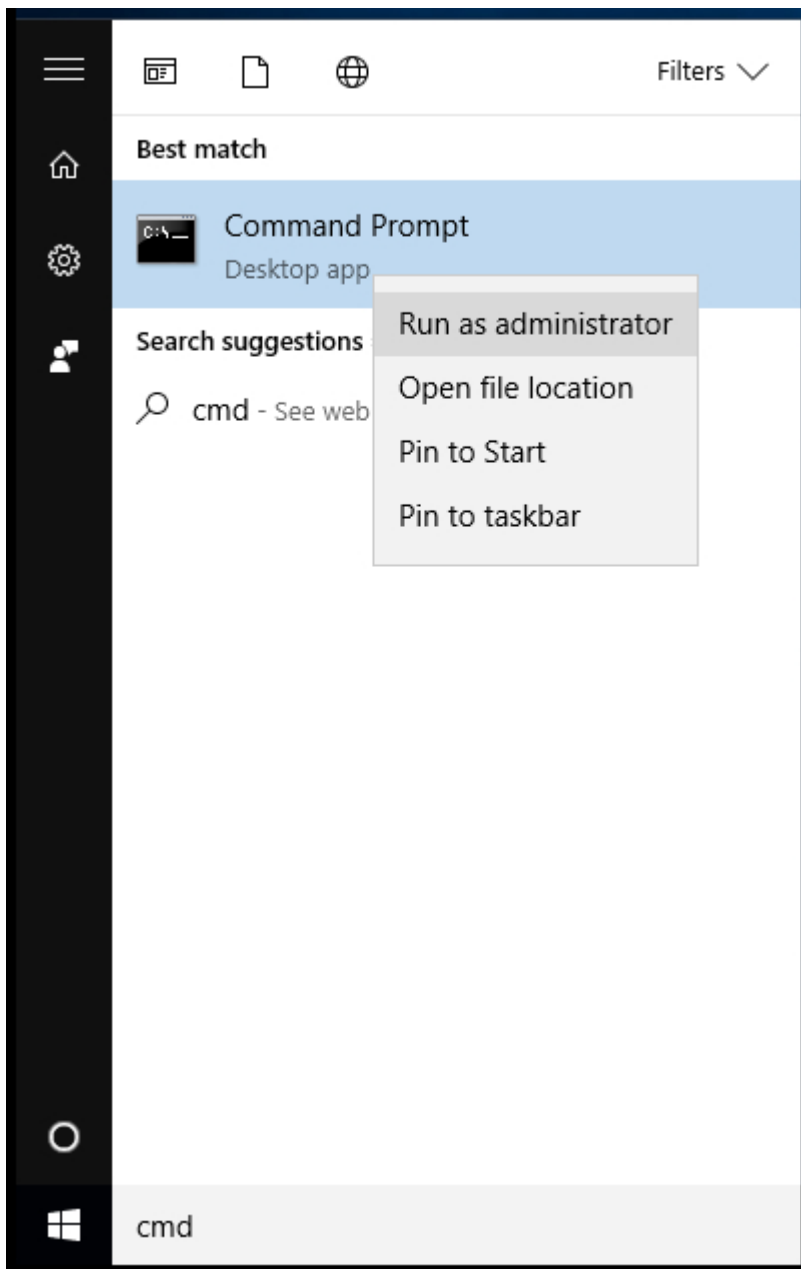 Filters
Best match
Command Prompt
Desktop app
Run as administrator
Search suggestions
Open file location
cmd - See web
Pin to Start
Pin to taskbar
cmd